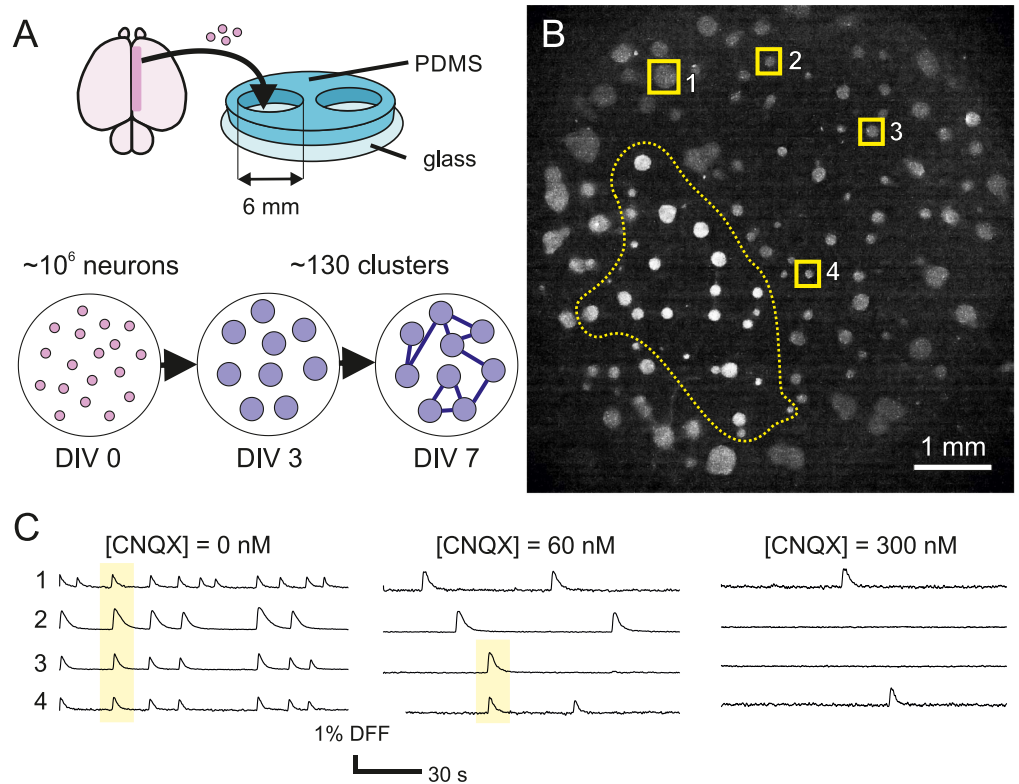 A
PDMS
glass
6 mm
~10⁶ neurons
~130 clusters
DIV 0
DIV 3
DIV 7
B
1
2
3
4
1 mm
C
[CNQX] = 0 nM
[CNQX] = 60 nM
[CNQX] = 300 nM
1
2
3
4
1% DFF
30 s